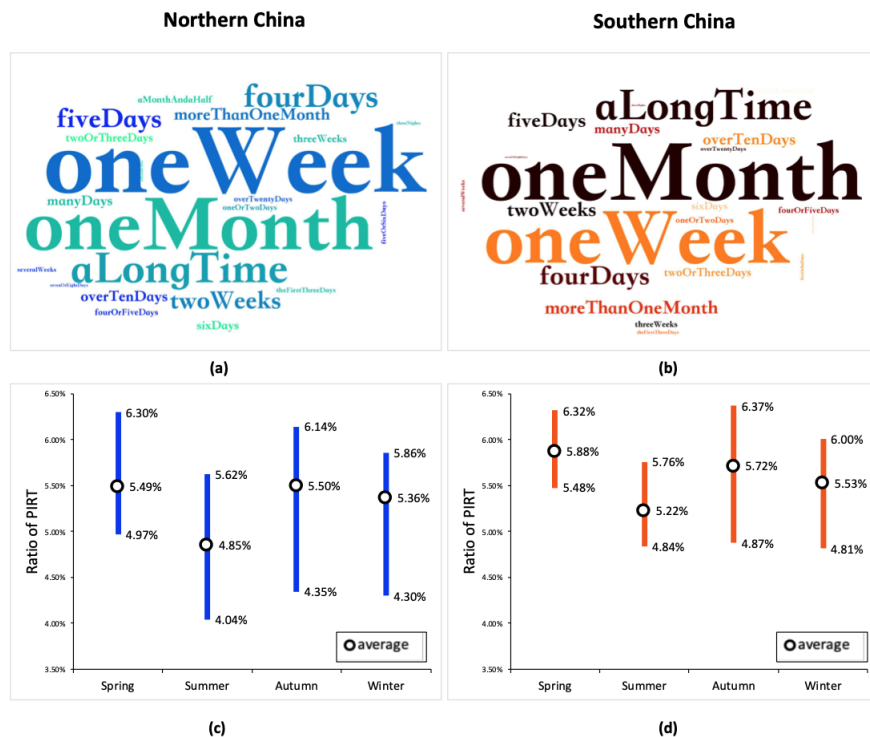 Northern China
Southern China
aMonthAndaHalf
fourDays
fiveDays
moreThanOneMonth
twoOrThreeDays
threeWeeks
oneWeek
manyDays
overTwentyDays
oneOrTwoDays
oneMonth
fiveOrSixDays
severalWeeks
aLongTime
theFirstThreeDays
overTenDays
twoWeeks
fourOrFiveDays
sixDays
aLongTime
fiveDays
manyDays
overTenDays
overTwentyDays
oneMonth
severalWeeks
twoWeeks
sixDays
fourOrFiveDays
oneOrTwoDays
oneWeek
fourDays
twoOrThreeDays
moreThanOneMonth
threeWeeks
theFirstThreeDays
(a)
(b)
Ratio of PIRT
6.50%
6.00%
5.50%
5.00%
4.50%
4.00%
3.50%
6.30%
5.49%
4.97%
5.62%
4.85%
4.04%
6.14%
5.50%
4.35%
5.86%
5.36%
4.30%
average
Spring Summer Autumn Winter
(c)
Ratio of PIRT
6.50%
6.00%
5.50%
5.00%
4.50%
4.00%
3.50%
6.32%
5.88%
5.48%
5.76%
5.22%
4.84%
6.37%
5.72%
4.87%
6.00%
5.53%
4.81%
average
Spring Summer Autumn Winter
(d)